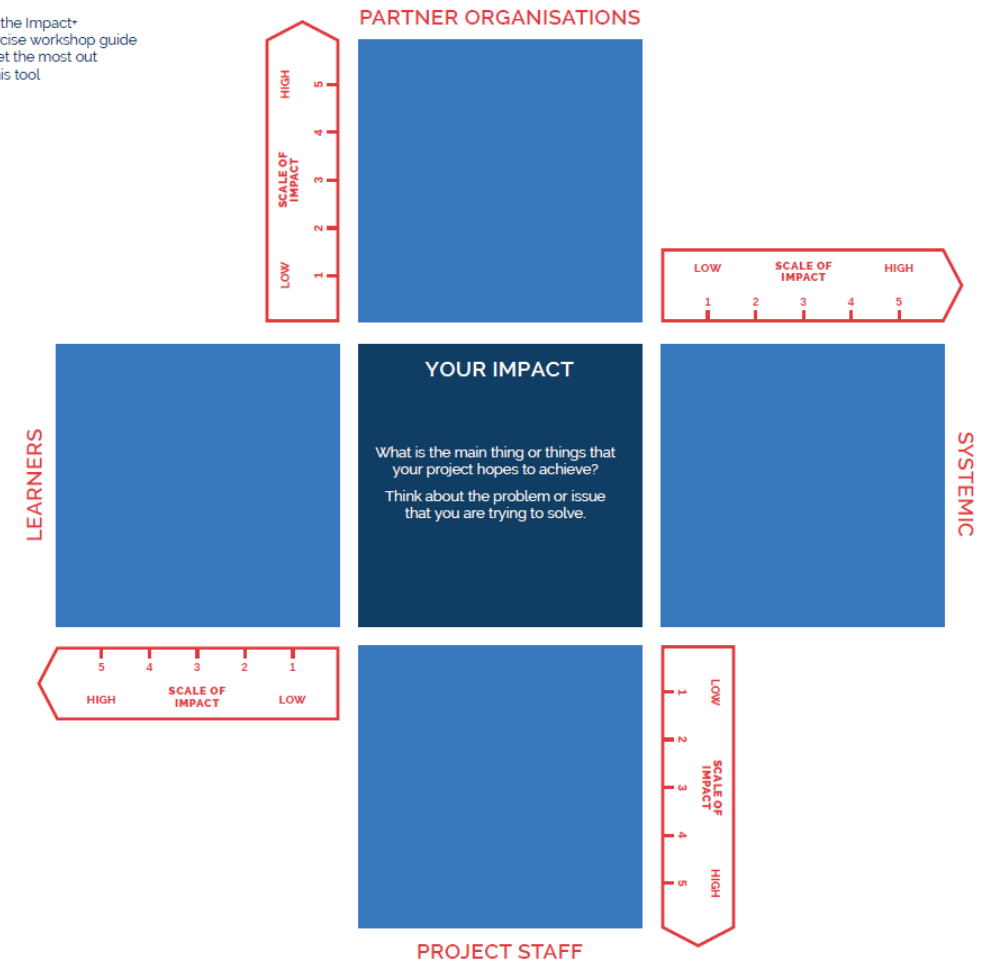 the Impact+
cise workshop guide
et the most out
is tool
PARTNER ORGANISATIONS
HIGH
SCALE OF
IMPACT
LOW
5
4
3
2
1
LOW
SCALE OF
IMPACT
HIGH
1 2 3 4 5
LEARNERS
YOUR IMPACT
What is the main thing or things that
your project hopes to achieve?
Think about the problem or issue
that you are trying to solve.
SYSTEMIC
5 4 3 2 1
HIGH
SCALE OF
IMPACT
LOW
1
2
3
4
5
LOW
SCALE OF
IMPACT
HIGH
PROJECT STAFF